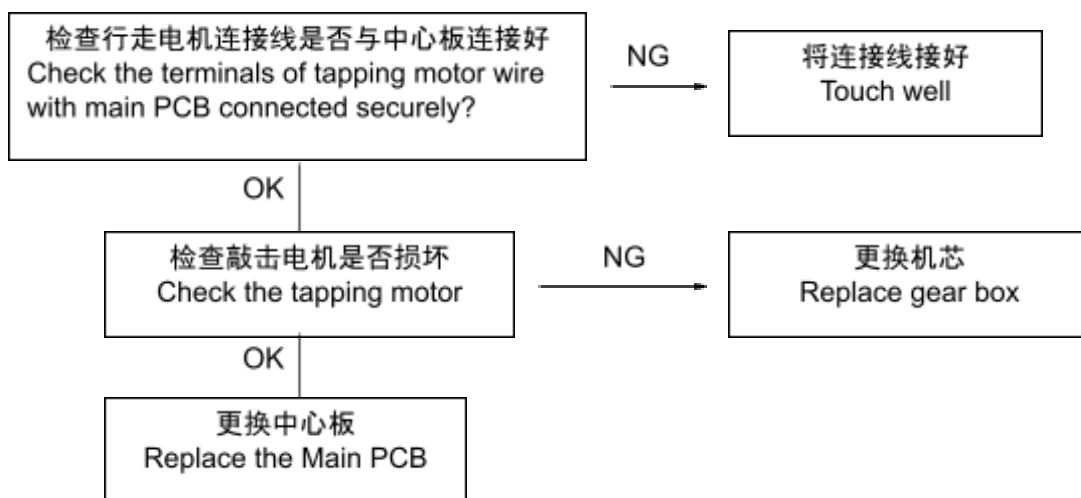 检查行走电机连接线是否与中心板连接好
Check the terminals of tapping motor wire
with main PCB connected securely?
NG
将连接线接好
Touch well
OK
检查敲击电机是否损坏
Check the tapping motor
NG
更换机芯
Replace gear box
OK
更换中心板
Replace the Main PCB